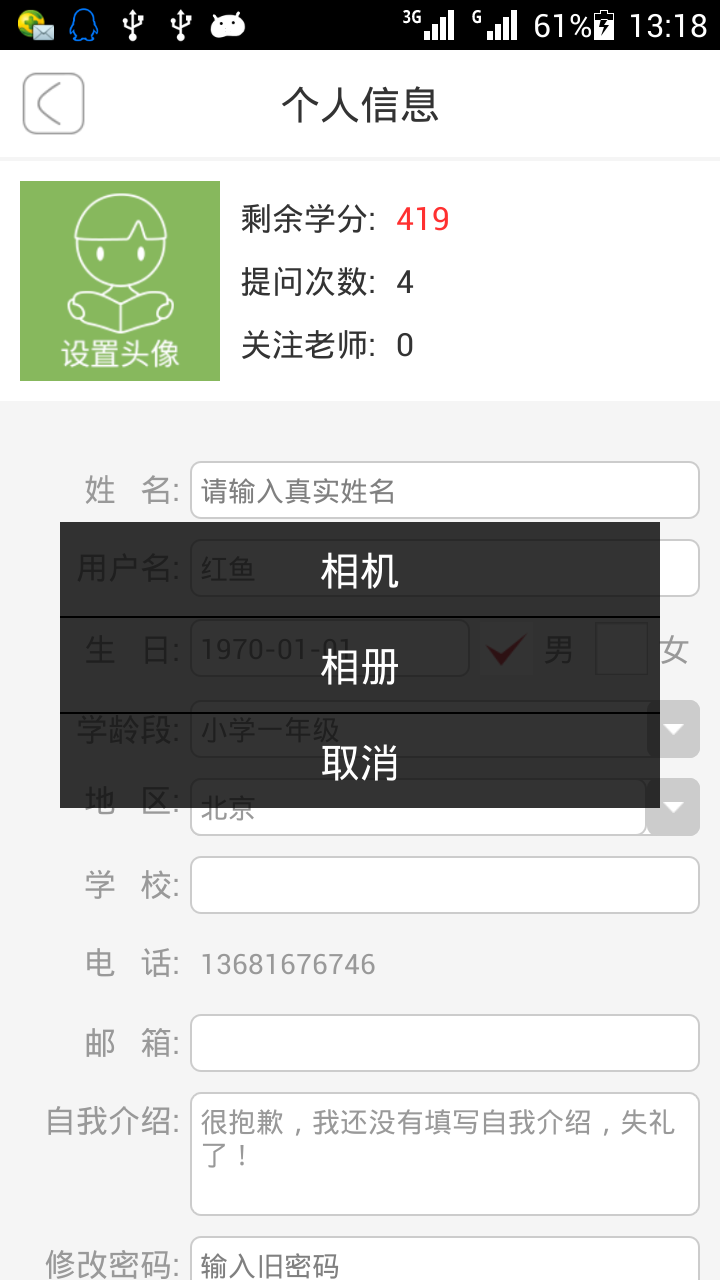 3G G 61% 13:18
个人信息
设置头像
剩余学分: 419
提问次数: 4
关注老师: 0
姓 名: 请输入真实姓名
用户名: 红鱼
相机
生 日: 1970-01-01 男 女
相册
学龄段: 小学一年级
取消
地 区: 北京
学 校:
电 话: 13681676746
邮 箱:
自我介绍: 很抱歉，我还没有填写自我介绍，失礼
了！
修改密码: 输入旧密码